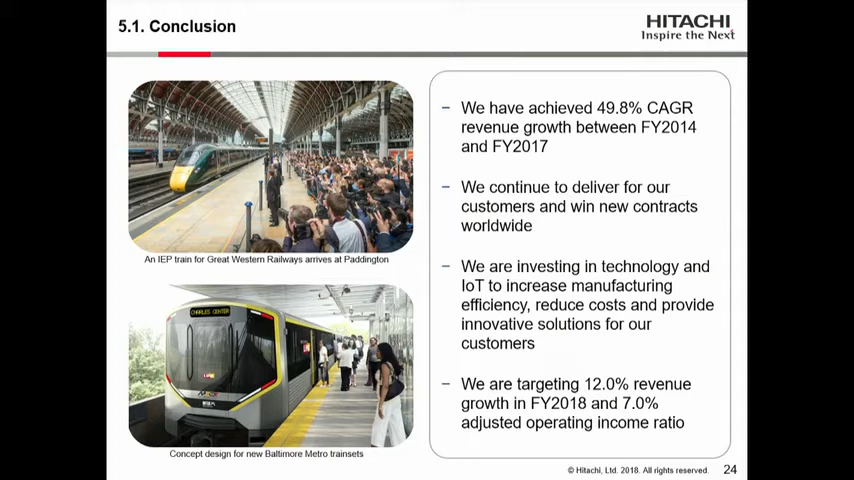 5.1. Conclusion
HITACHI
Inspire the Next
An IEP train for Great Western Railways arrives at Paddington
CHARLES CENTER
Concept design for new Baltimore Metro trainsets
– We have achieved 49.8% CAGR
revenue growth between FY2014
and FY2017
– We continue to deliver for our
customers and win new contracts
worldwide
– We are investing in technology and
IoT to increase manufacturing
efficiency, reduce costs and provide
innovative solutions for our
customers
– We are targeting 12.0% revenue
growth in FY2018 and 7.0%
adjusted operating income ratio
© Hitachi, Ltd. 2018. All rights reserved.
24